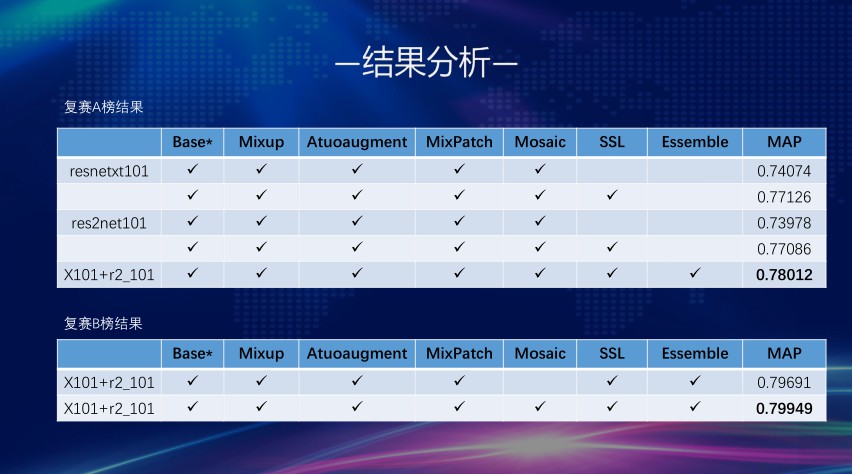 —结果分析—
复赛A榜结果
Base* Mixup Atuoaugment MixPatch Mosaic SSL Essemble MAP
resnetxt101 ✓ ✓ ✓ ✓ ✓ 0.74074
✓ ✓ ✓ ✓ ✓ ✓ 0.77126
res2net101 ✓ ✓ ✓ ✓ ✓ 0.73978
✓ ✓ ✓ ✓ ✓ ✓ 0.77086
X101+r2_101 ✓ ✓ ✓ ✓ ✓ ✓ ✓ 0.78012
复赛B榜结果
Base* Mixup Atuoaugment MixPatch Mosaic SSL Essemble MAP
X101+r2_101 ✓ ✓ ✓ ✓ ✓ ✓ 0.79691
X101+r2_101 ✓ ✓ ✓ ✓ ✓ ✓ ✓ 0.79949